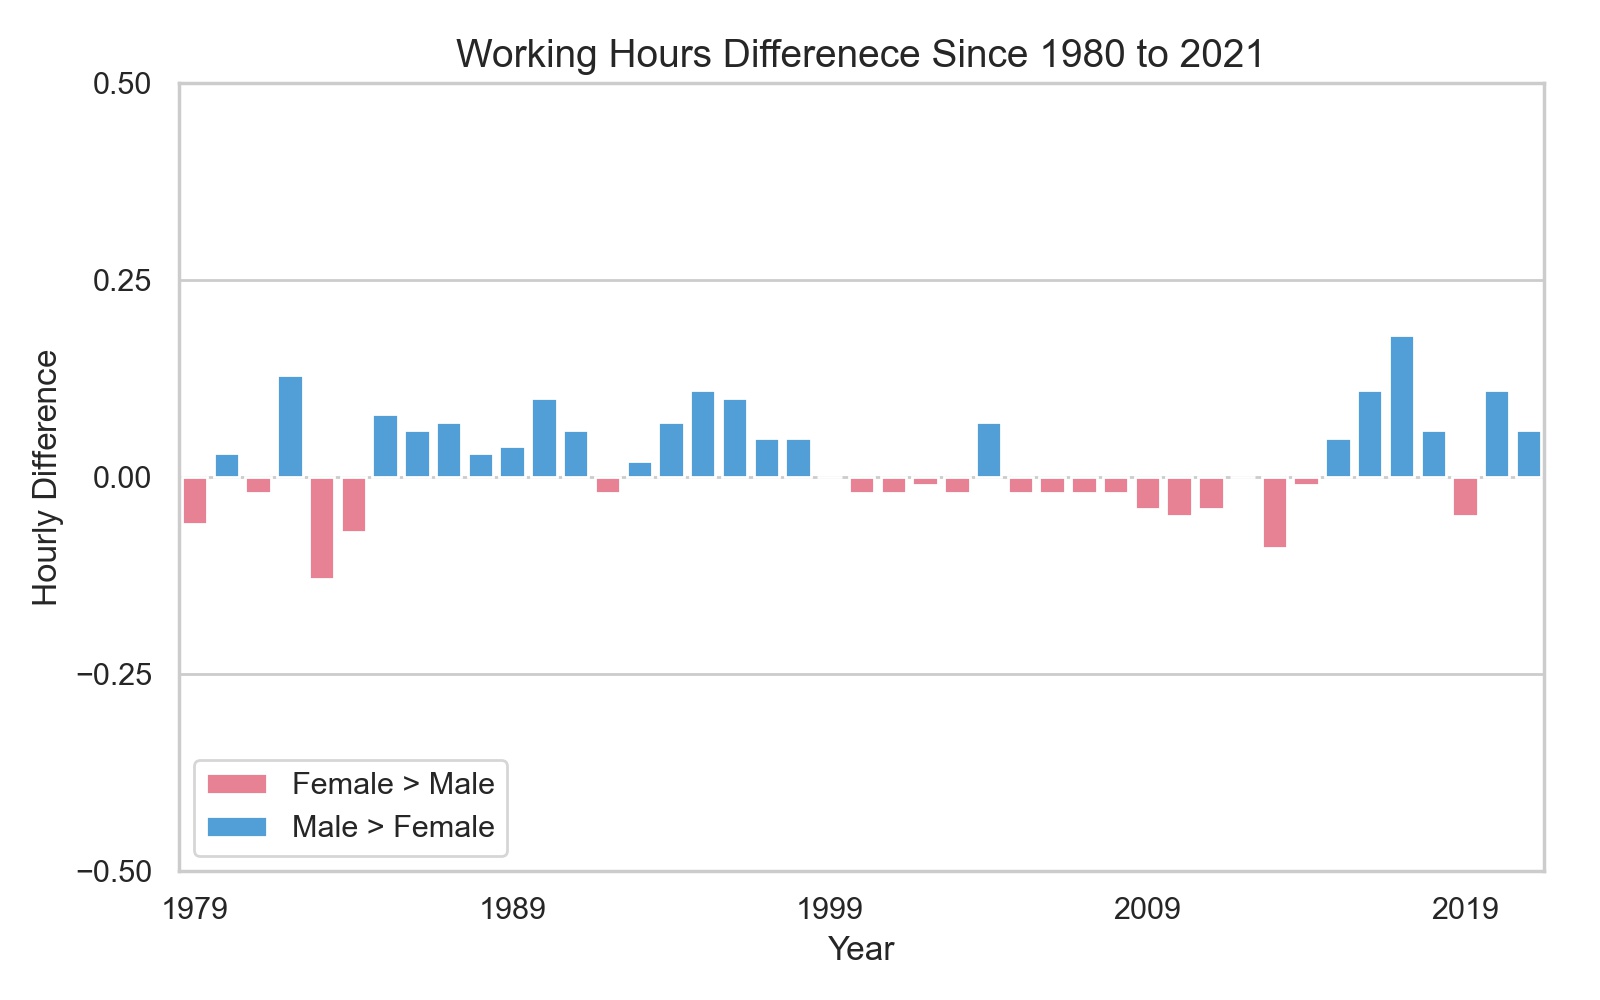 Working Hours Differenece Since 1980 to 2021
0.50
0.25
0.00
−0.25
−0.50
Hourly Difference
Female > Male
Male > Female
1979 1989 1999 2009 2019
Year